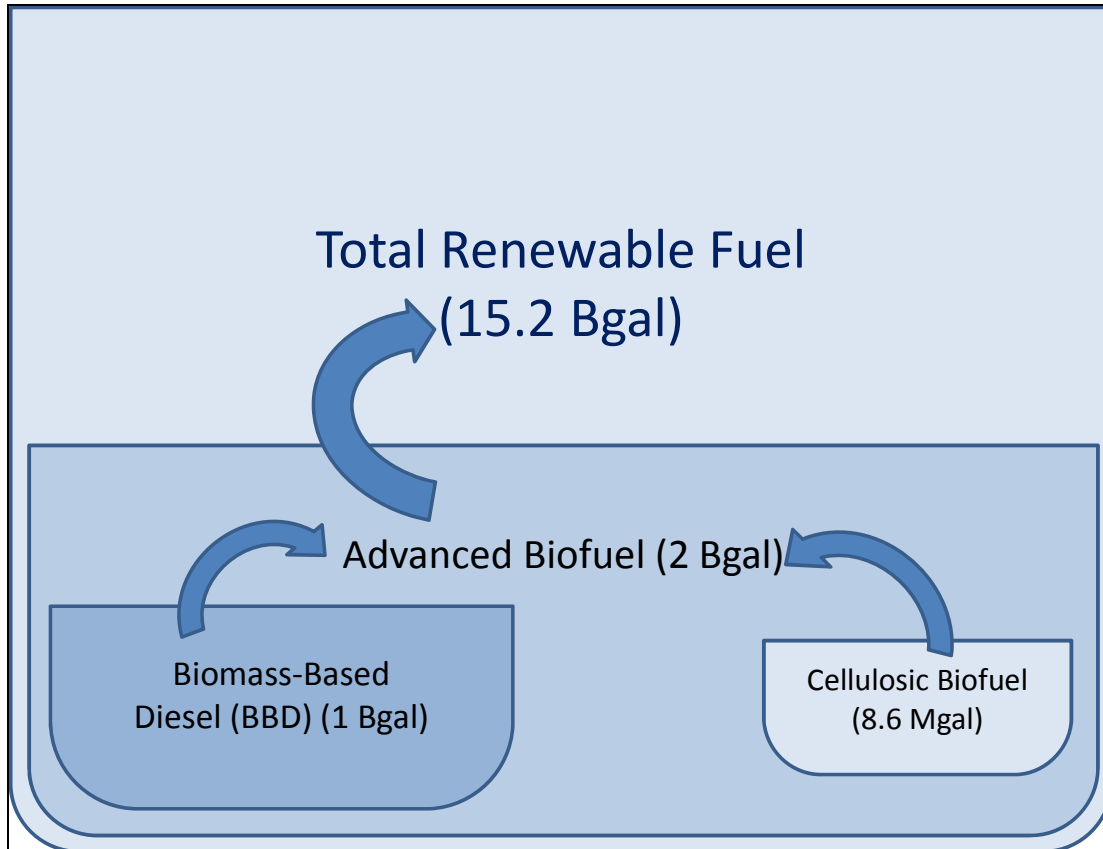 Total Renewable Fuel
(15.2 Bgal)
Advanced Biofuel (2 Bgal)
Biomass-Based
Diesel (BBD) (1 Bgal)
Cellulosic Biofuel
(8.6 Mgal)